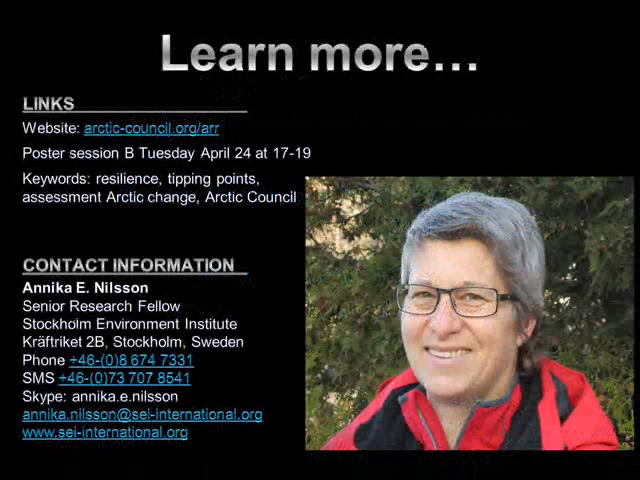 Learn more…
LINKS
Website: arctic-council.org/arr
Poster session B Tuesday April 24 at 17-19
Keywords: resilience, tipping points,
assessment Arctic change, Arctic Council
CONTACT INFORMATION
Annika E. Nilsson
Senior Research Fellow
Stockholm Environment Institute
Kräftriket 2B, Stockholm, Sweden
Phone +46-(0)8 674 7331
SMS +46-(0)73 707 8541
Skype: annika.e.nilsson
annika.nilsson@sei-international.org
www.sei-international.org